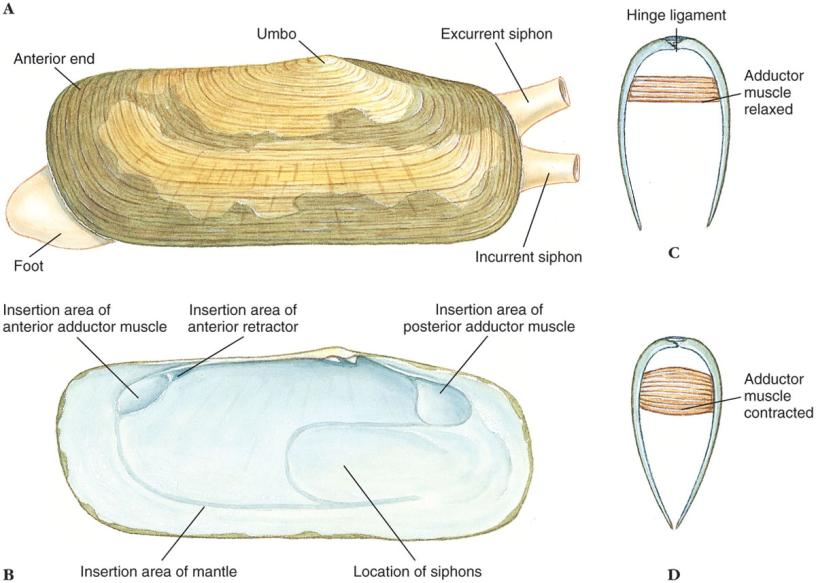 A
Umbo
Excurrent siphon
Anterior end
Foot
Incurrent siphon
Hinge ligament
Adductor
muscle
relaxed
C
Insertion area of
anterior adductor muscle
Insertion area of
anterior retractor
Insertion area of
posterior adductor muscle
Insertion area of mantle
Location of siphons
B
Adductor
muscle
contracted
D